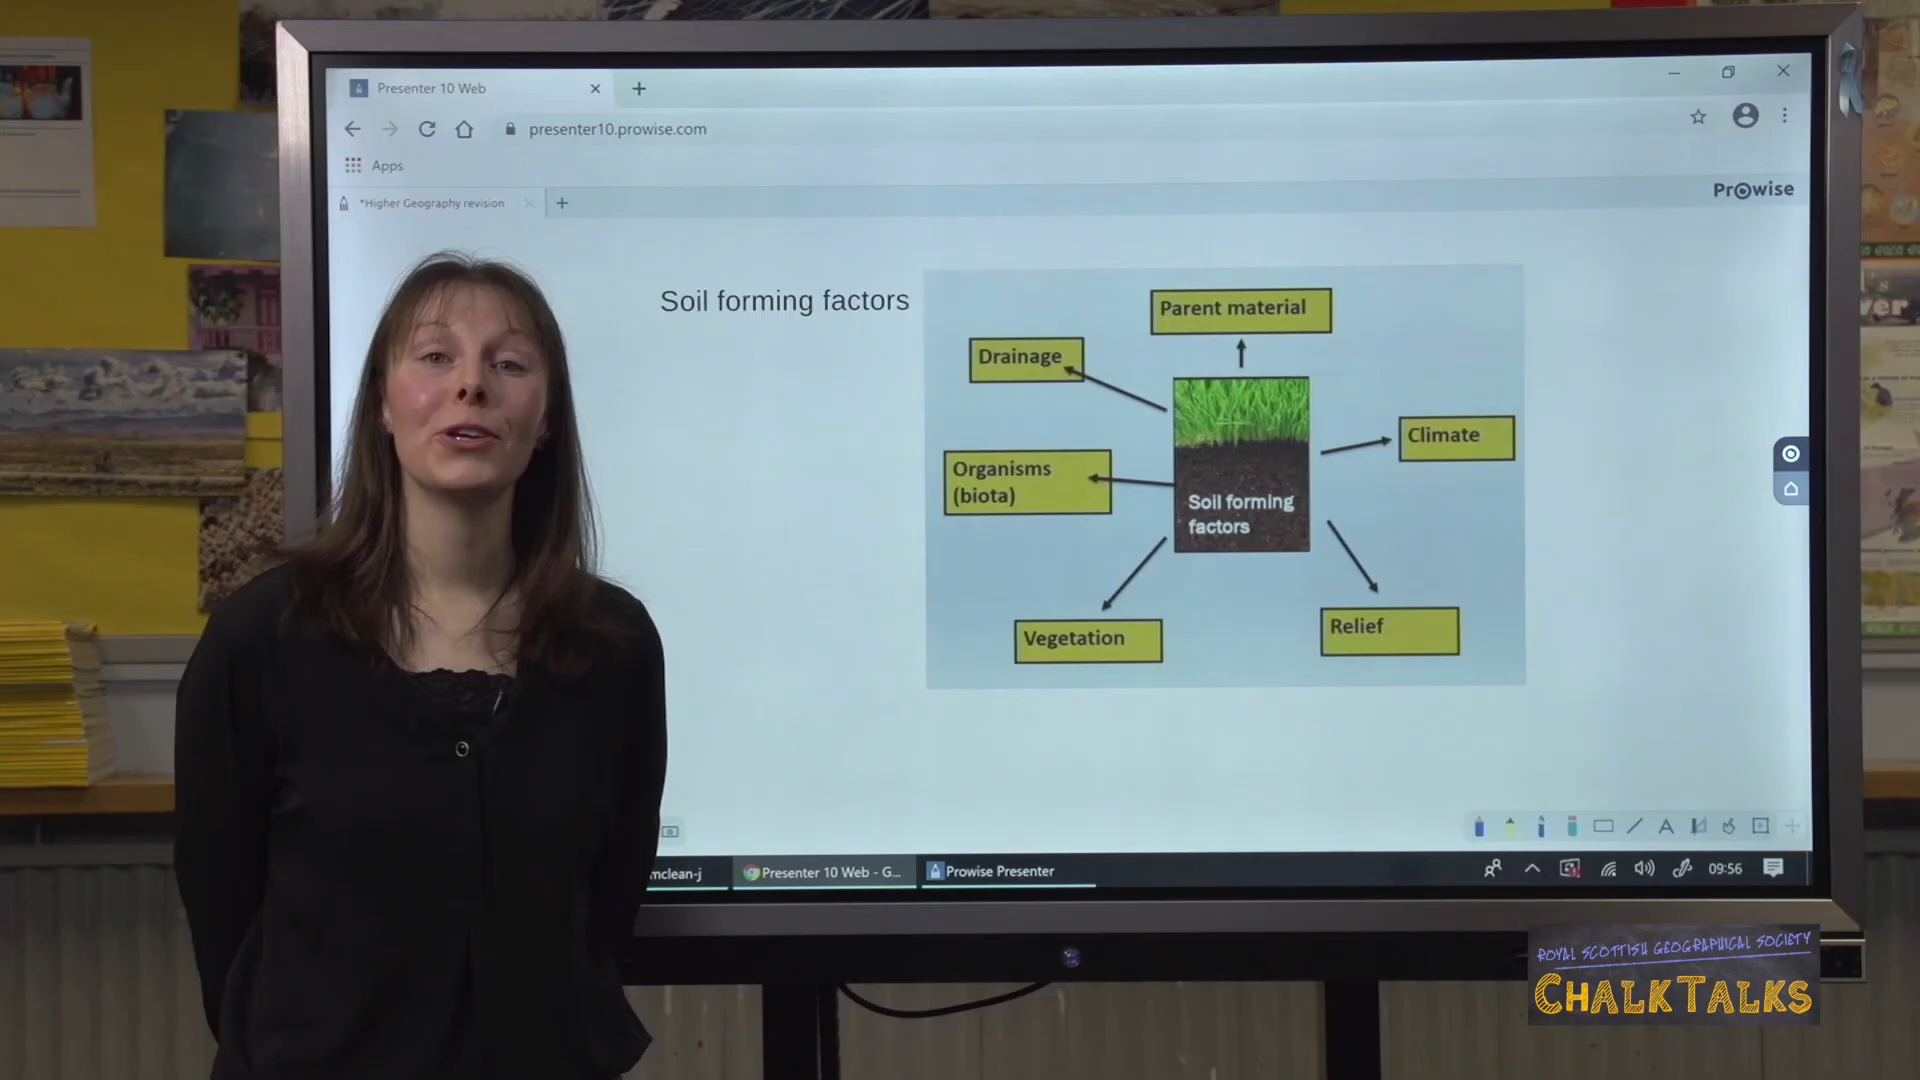 Presenter 10 Web
presenter10.prowise.com
Apps
*Higher Geography revision
Prowise
Soil forming factors
Parent material
Drainage
Climate
Organisms
(biota)
Soil forming
factors
Vegetation
Relief
mclean-j
Presenter 10 Web - G...
Prowise Presenter
09:56
ROYAL SCOTTISH GEOGRAPHICAL SOCIETY
CHALKTALKS